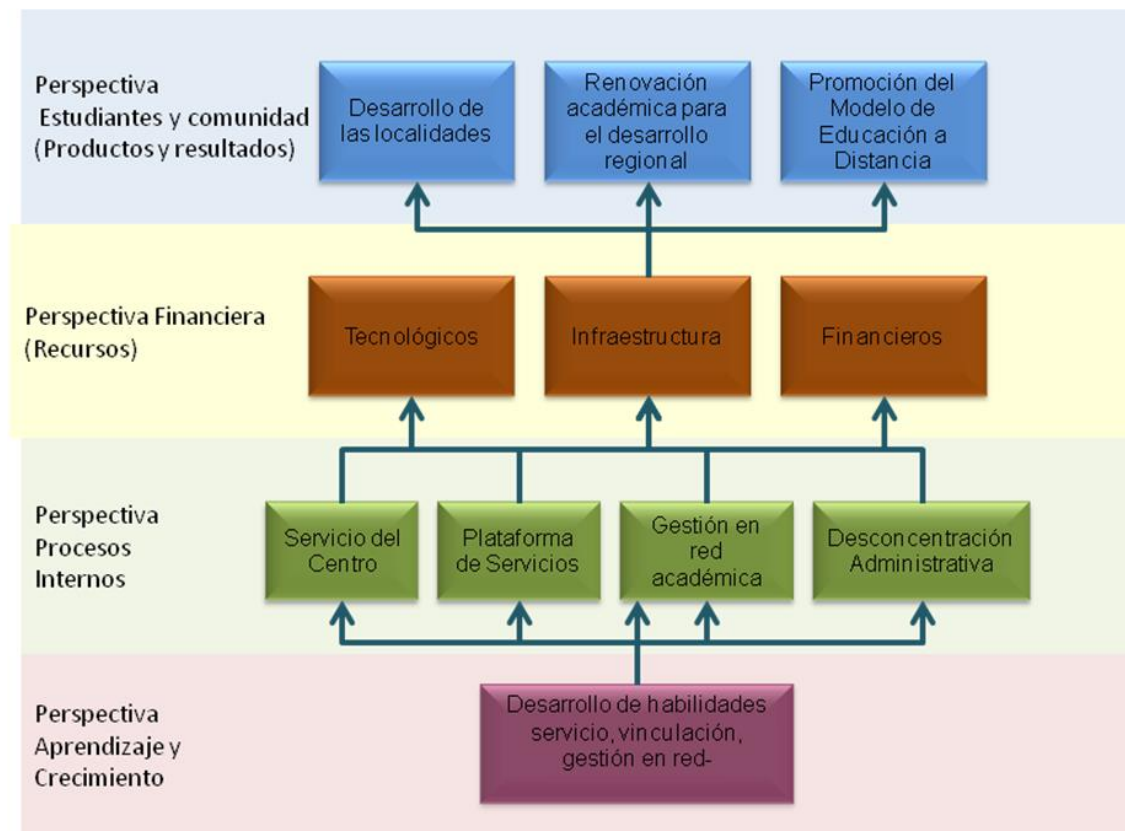 Perspectiva
Estudiantes y comunidad
(Productos y resultados)
Desarrollo de
las localidades
Renovación
académica para
el desarrollo
regional
Promoción del
Modelo de
Educación a
Distancia
Perspectiva Financiera
(Recursos)
Tecnológicos
Infraestructura
Financieros
Perspectiva
Procesos
Internos
Servicio del
Centro
Plataforma
de Servicios
Gestión en
red
académica
Desconcentración
Administrativa
Perspectiva
Aprendizaje y
Crecimiento
Desarrollo de habilidades
servicio, vinculación,
gestión en red-